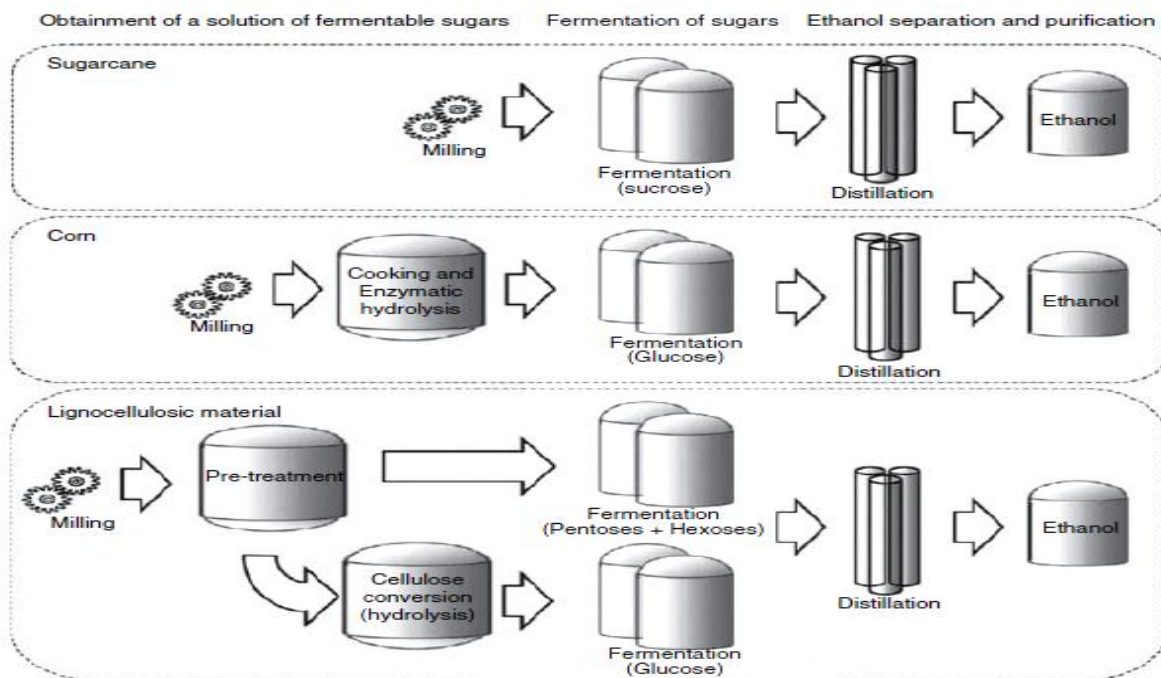 Obtainment of a solution of fermentable sugars
Fermentation of sugars
Ethanol separation and purification
Sugarcane
Milling
Fermentation
(sucrose)
Distillation
Ethanol
Corn
Milling
Cooking and
Enzymatic
hydrolysis
Fermentation
(Glucose)
Distillation
Ethanol
Lignocellulosic material
Milling
Pre-treatment
Fermentation
(Pentoses + Hexoses)
Cellulose
conversion
(hydrolysis)
Fermentation
(Glucose)
Distillation
Ethanol